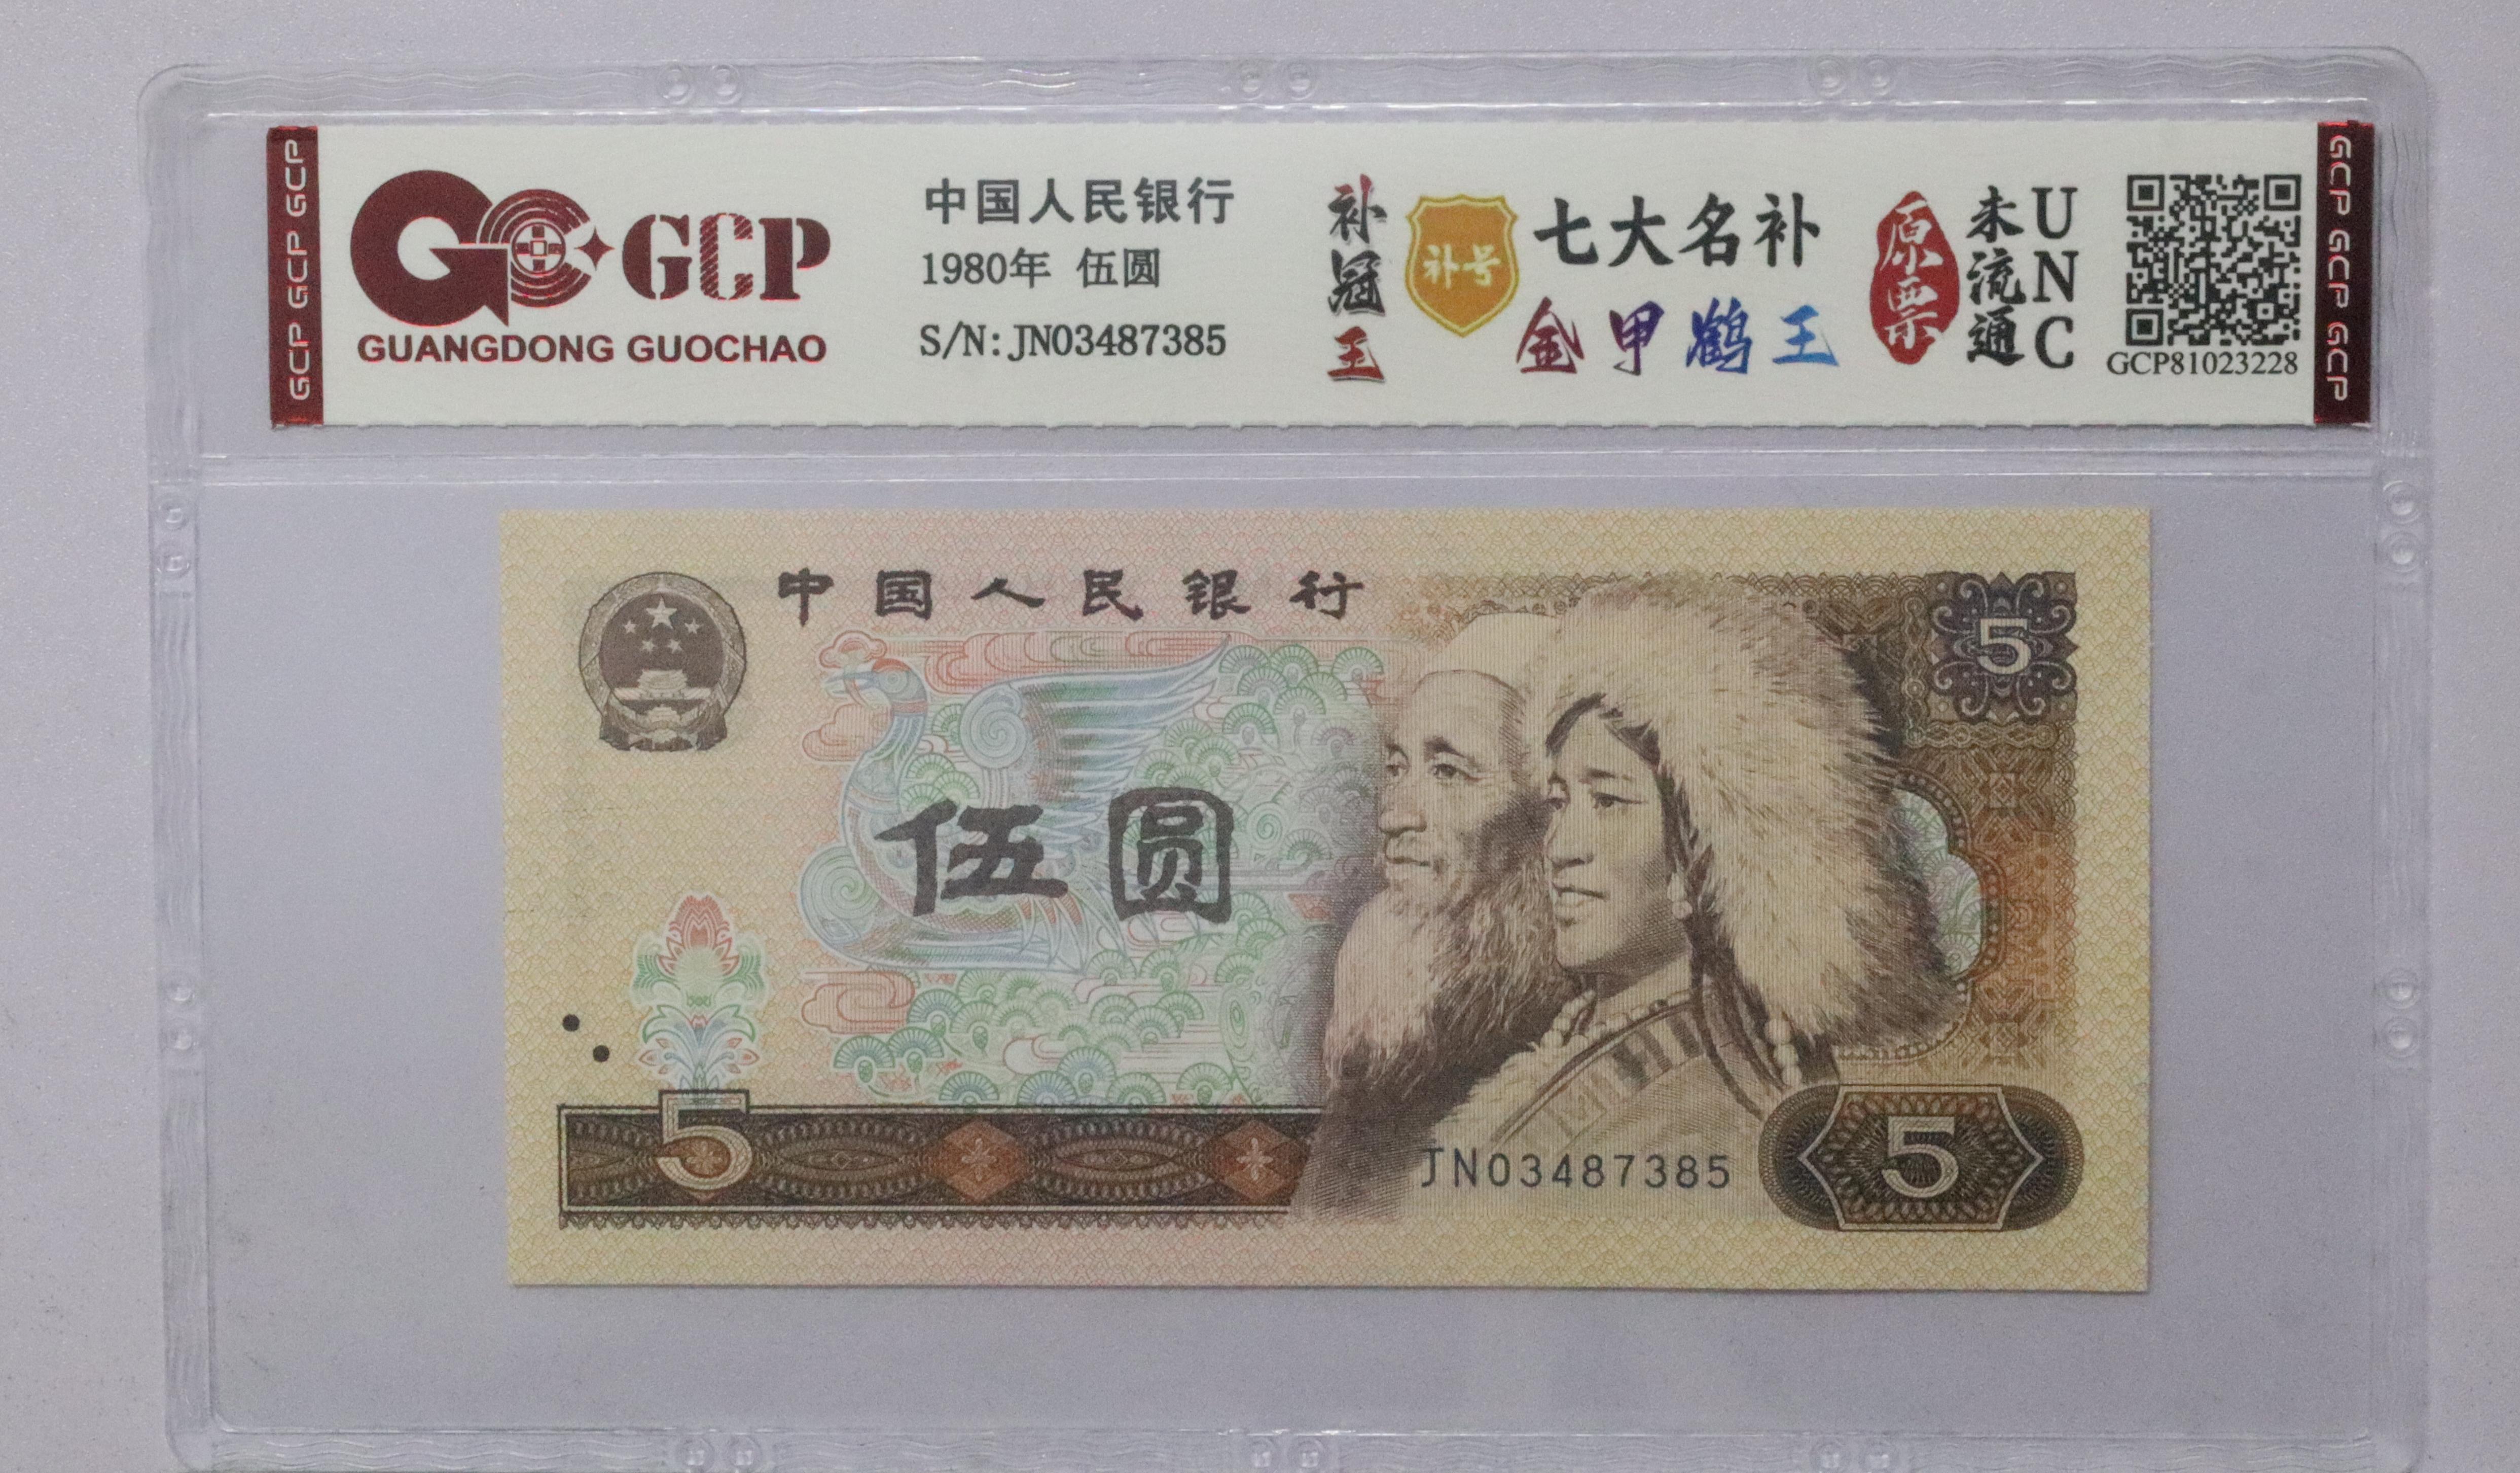 GCP GCP GCP
GCP
GUANGDONG GUOCHAO
中国人民银行
1980年 伍圆
S/N: JN03487385
补冠王
补号
七大名补
金甲鹤王
原票
未流通
UNC
GCP81023228
GCP GCP GCP
中国人民银行
5
伍圆
5
JN03487385
5